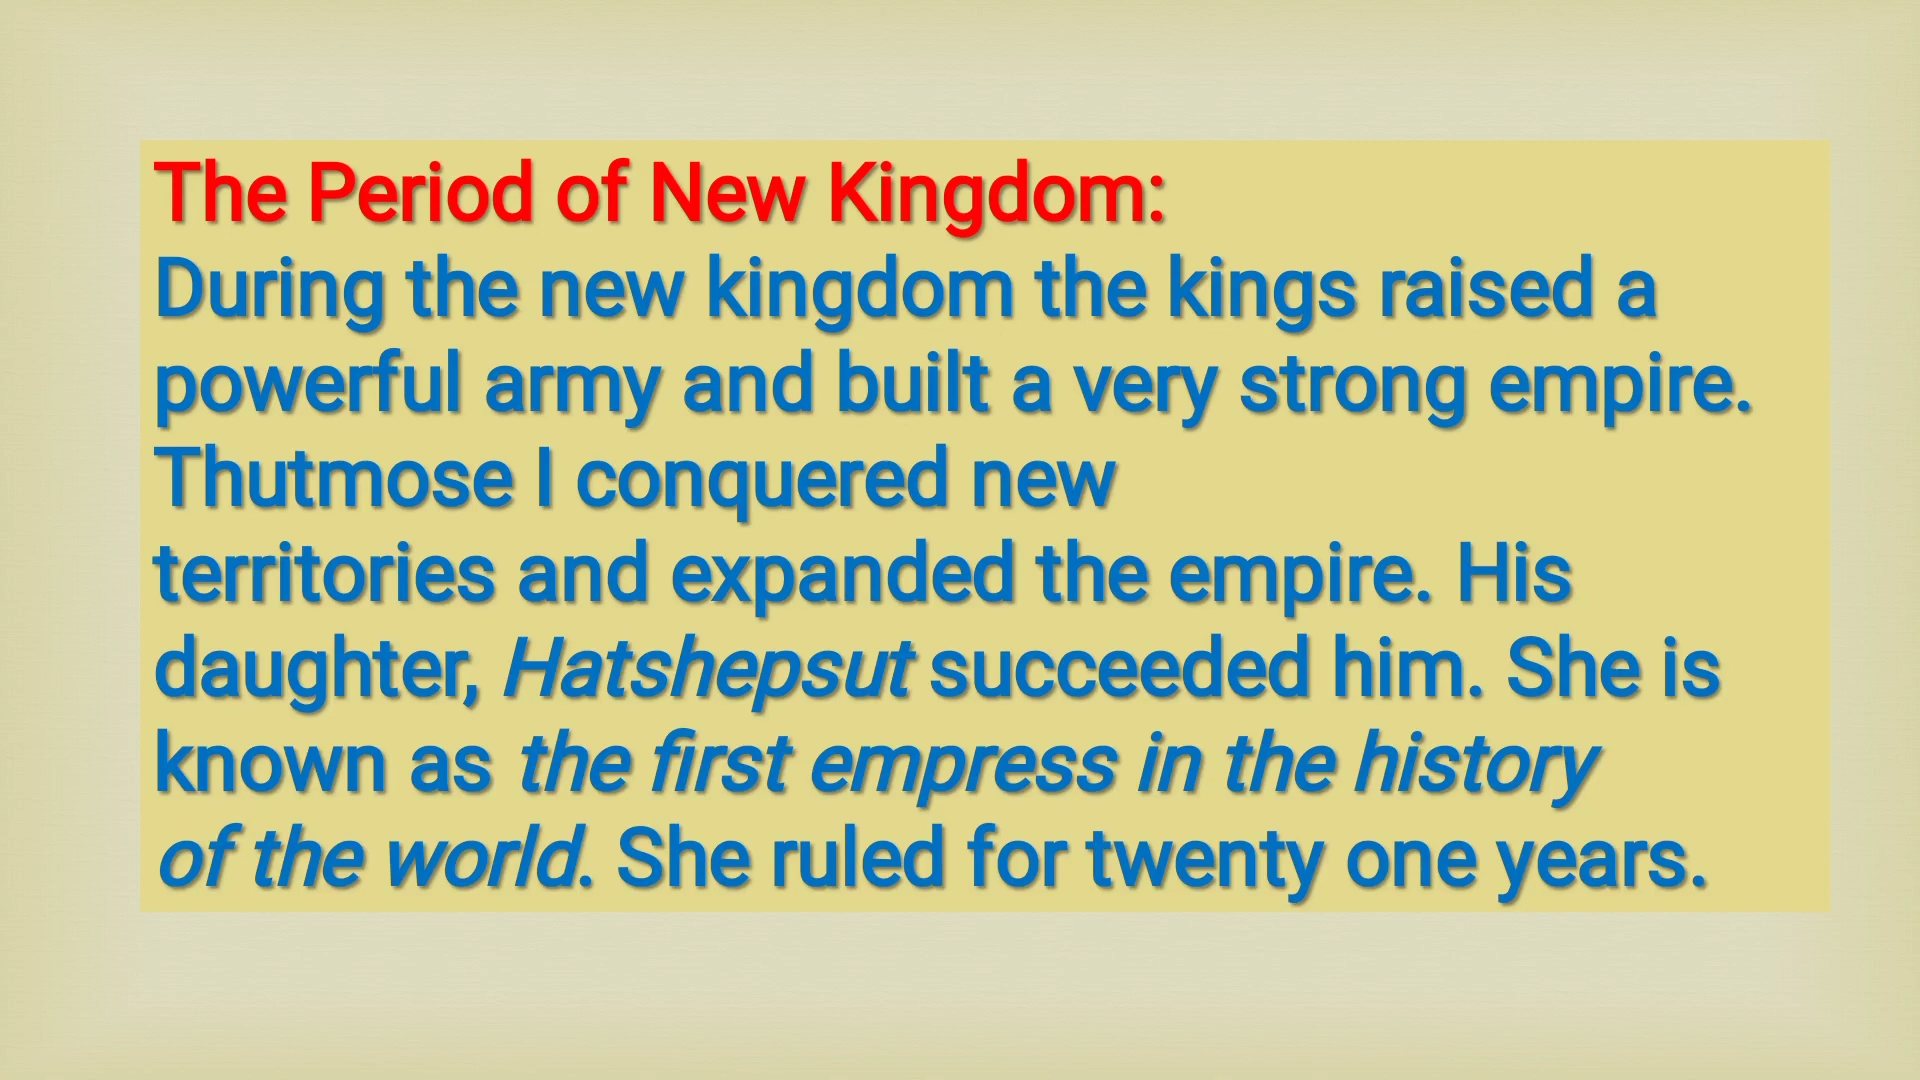 The Period of New Kingdom:
During the new kingdom the kings raised a
powerful army and built a very strong empire.
Thutmose I conquered new
territories and expanded the empire. His
daughter, Hatshepsut succeeded him. She is
known as the first empress in the history
of the world. She ruled for twenty one years.